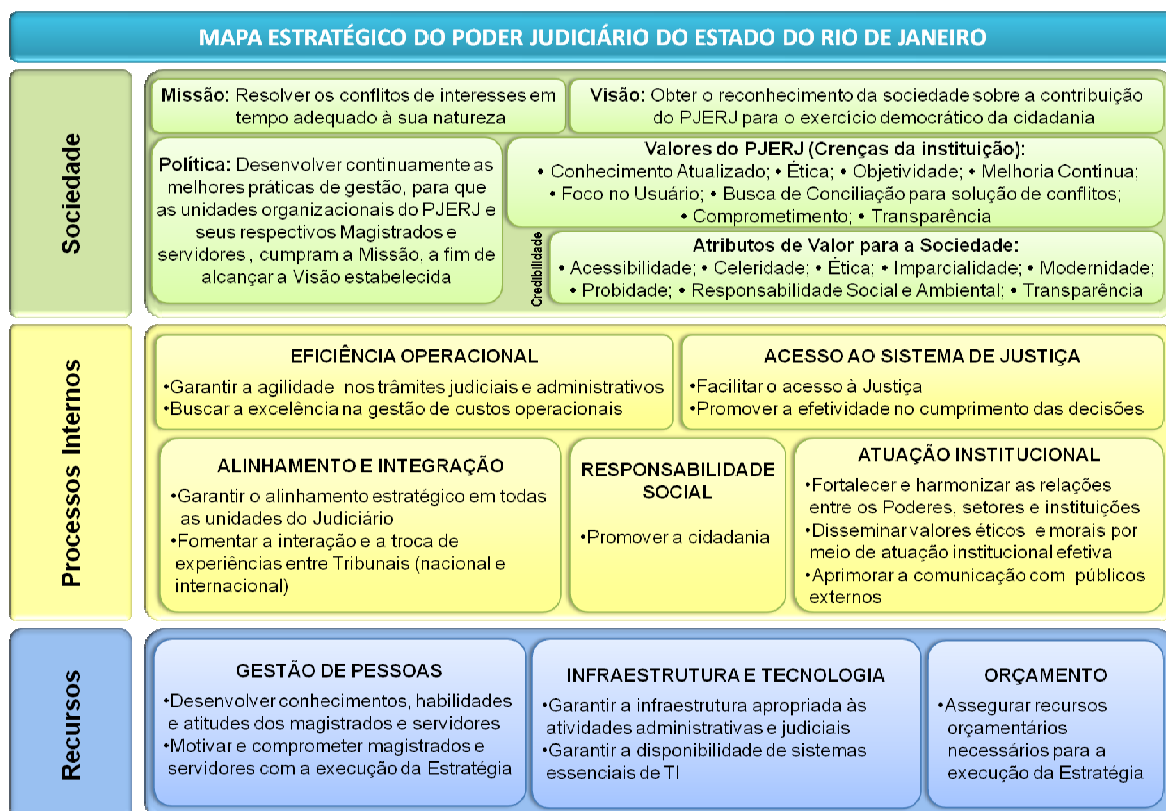 MAPA ESTRATÉGICO DO PODER JUDICIÁRIO DO ESTADO DO RIO DE JANEIRO
Sociedade
Missão: Resolver os conflitos de interesses em
tempo adequado à sua natureza
Visão: Obter o reconhecimento da sociedade sobre a contribuição
do PJERJ para o exercício democrático da cidadania
Política: Desenvolver continuamente as
melhores práticas de gestão, para que
as unidades organizacionais do PJERJ e
seus respectivos Magistrados e
servidores , cumpram a Missão, a fim de
alcançar a Visão estabelecida
Valores do PJERJ (Crenças da instituição):
• Conhecimento Atualizado; • Ética; • Objetividade; • Melhoria Continua;
• Foco no Usuário; • Busca de Conciliação para solução de conflitos;
• Comprometimento; • Transparência
Credibilidade
Atributos de Valor para a Sociedade:
• Acessibilidade; • Celeridade; • Ética; • Imparcialidade; • Modernidade;
• Probidade; • Responsabilidade Social e Ambiental; • Transparência
Processos Internos
EFICIÊNCIA OPERACIONAL
•Garantir a agilidade nos trâmites judiciais e administrativos
•Buscar a excelência na gestão de custos operacionais
ACESSO AO SISTEMA DE JUSTIÇA
•Facilitar o acesso à Justiça
•Promover a efetividade no cumprimento das decisões
ALINHAMENTO E INTEGRAÇÃO
•Garantir o alinhamento estratégico em todas
as unidades do Judiciário
•Fomentar a interação e a troca de
experiências entre Tribunais (nacional e
internacional)
RESPONSABILIDADE
SOCIAL
•Promover a cidadania
ATUAÇÃO INSTITUCIONAL
•Fortalecer e harmonizar as relações
entre os Poderes, setores e instituições
•Disseminar valores éticos e morais por
meio de atuação institucional efetiva
•Aprimorar a comunicação com públicos
externos
Recursos
GESTÃO DE PESSOAS
•Desenvolver conhecimentos, habilidades
e atitudes dos magistrados e servidores
•Motivar e comprometer magistrados e
servidores com a execução da Estratégia
INFRAESTRUTURA E TECNOLOGIA
•Garantir a infraestrutura apropriada às
atividades administrativas e judiciais
•Garantir a disponibilidade de sistemas
essenciais de TI
ORÇAMENTO
•Assegurar recursos
orçamentários
necessários para a
execução da Estratégia